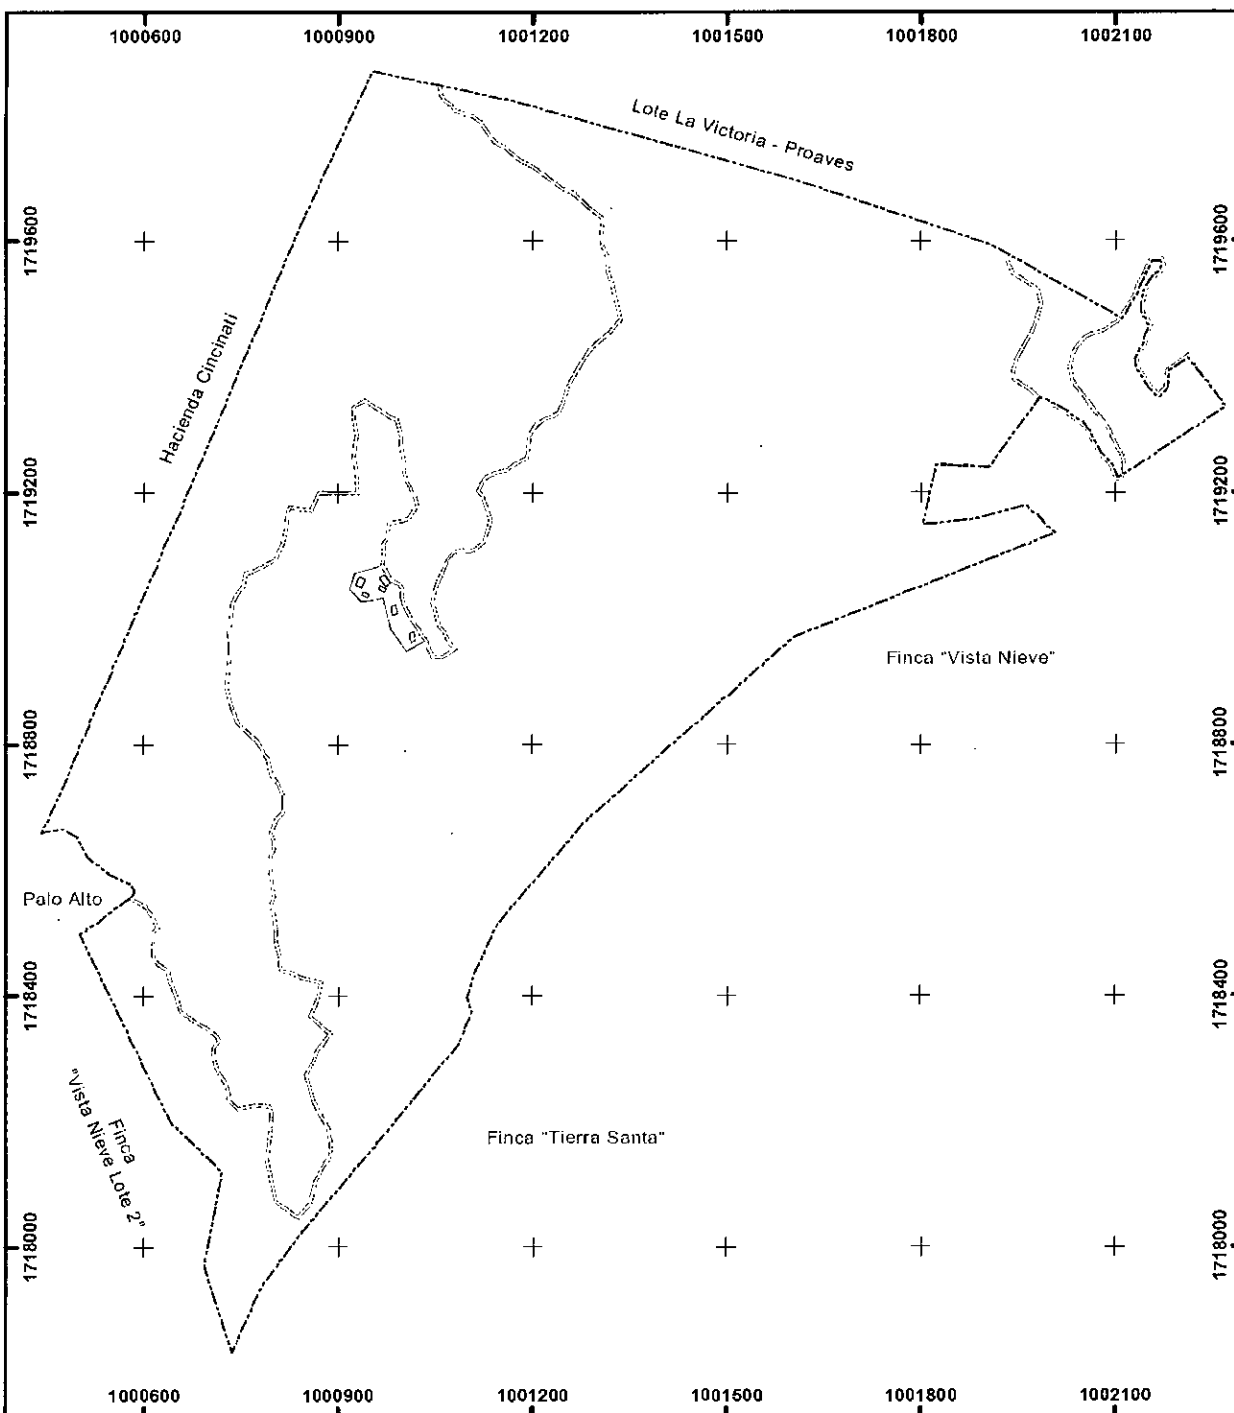 1000600 1000900 1001200 1001500 1001800 1002100
Lote La Victoria - Proaves
1719600 1719600
Hacienda Cincinati
1719200 1719200
Finca "Vista Nieve"
1718800 1718800
Palo Alto
1718400 1718400
Finca
"Vista Nieve Lote 2"
Finca "Tierra Santa"
1718000 1718000
1000600 1000900 1001200 1001500 1001800 1002100